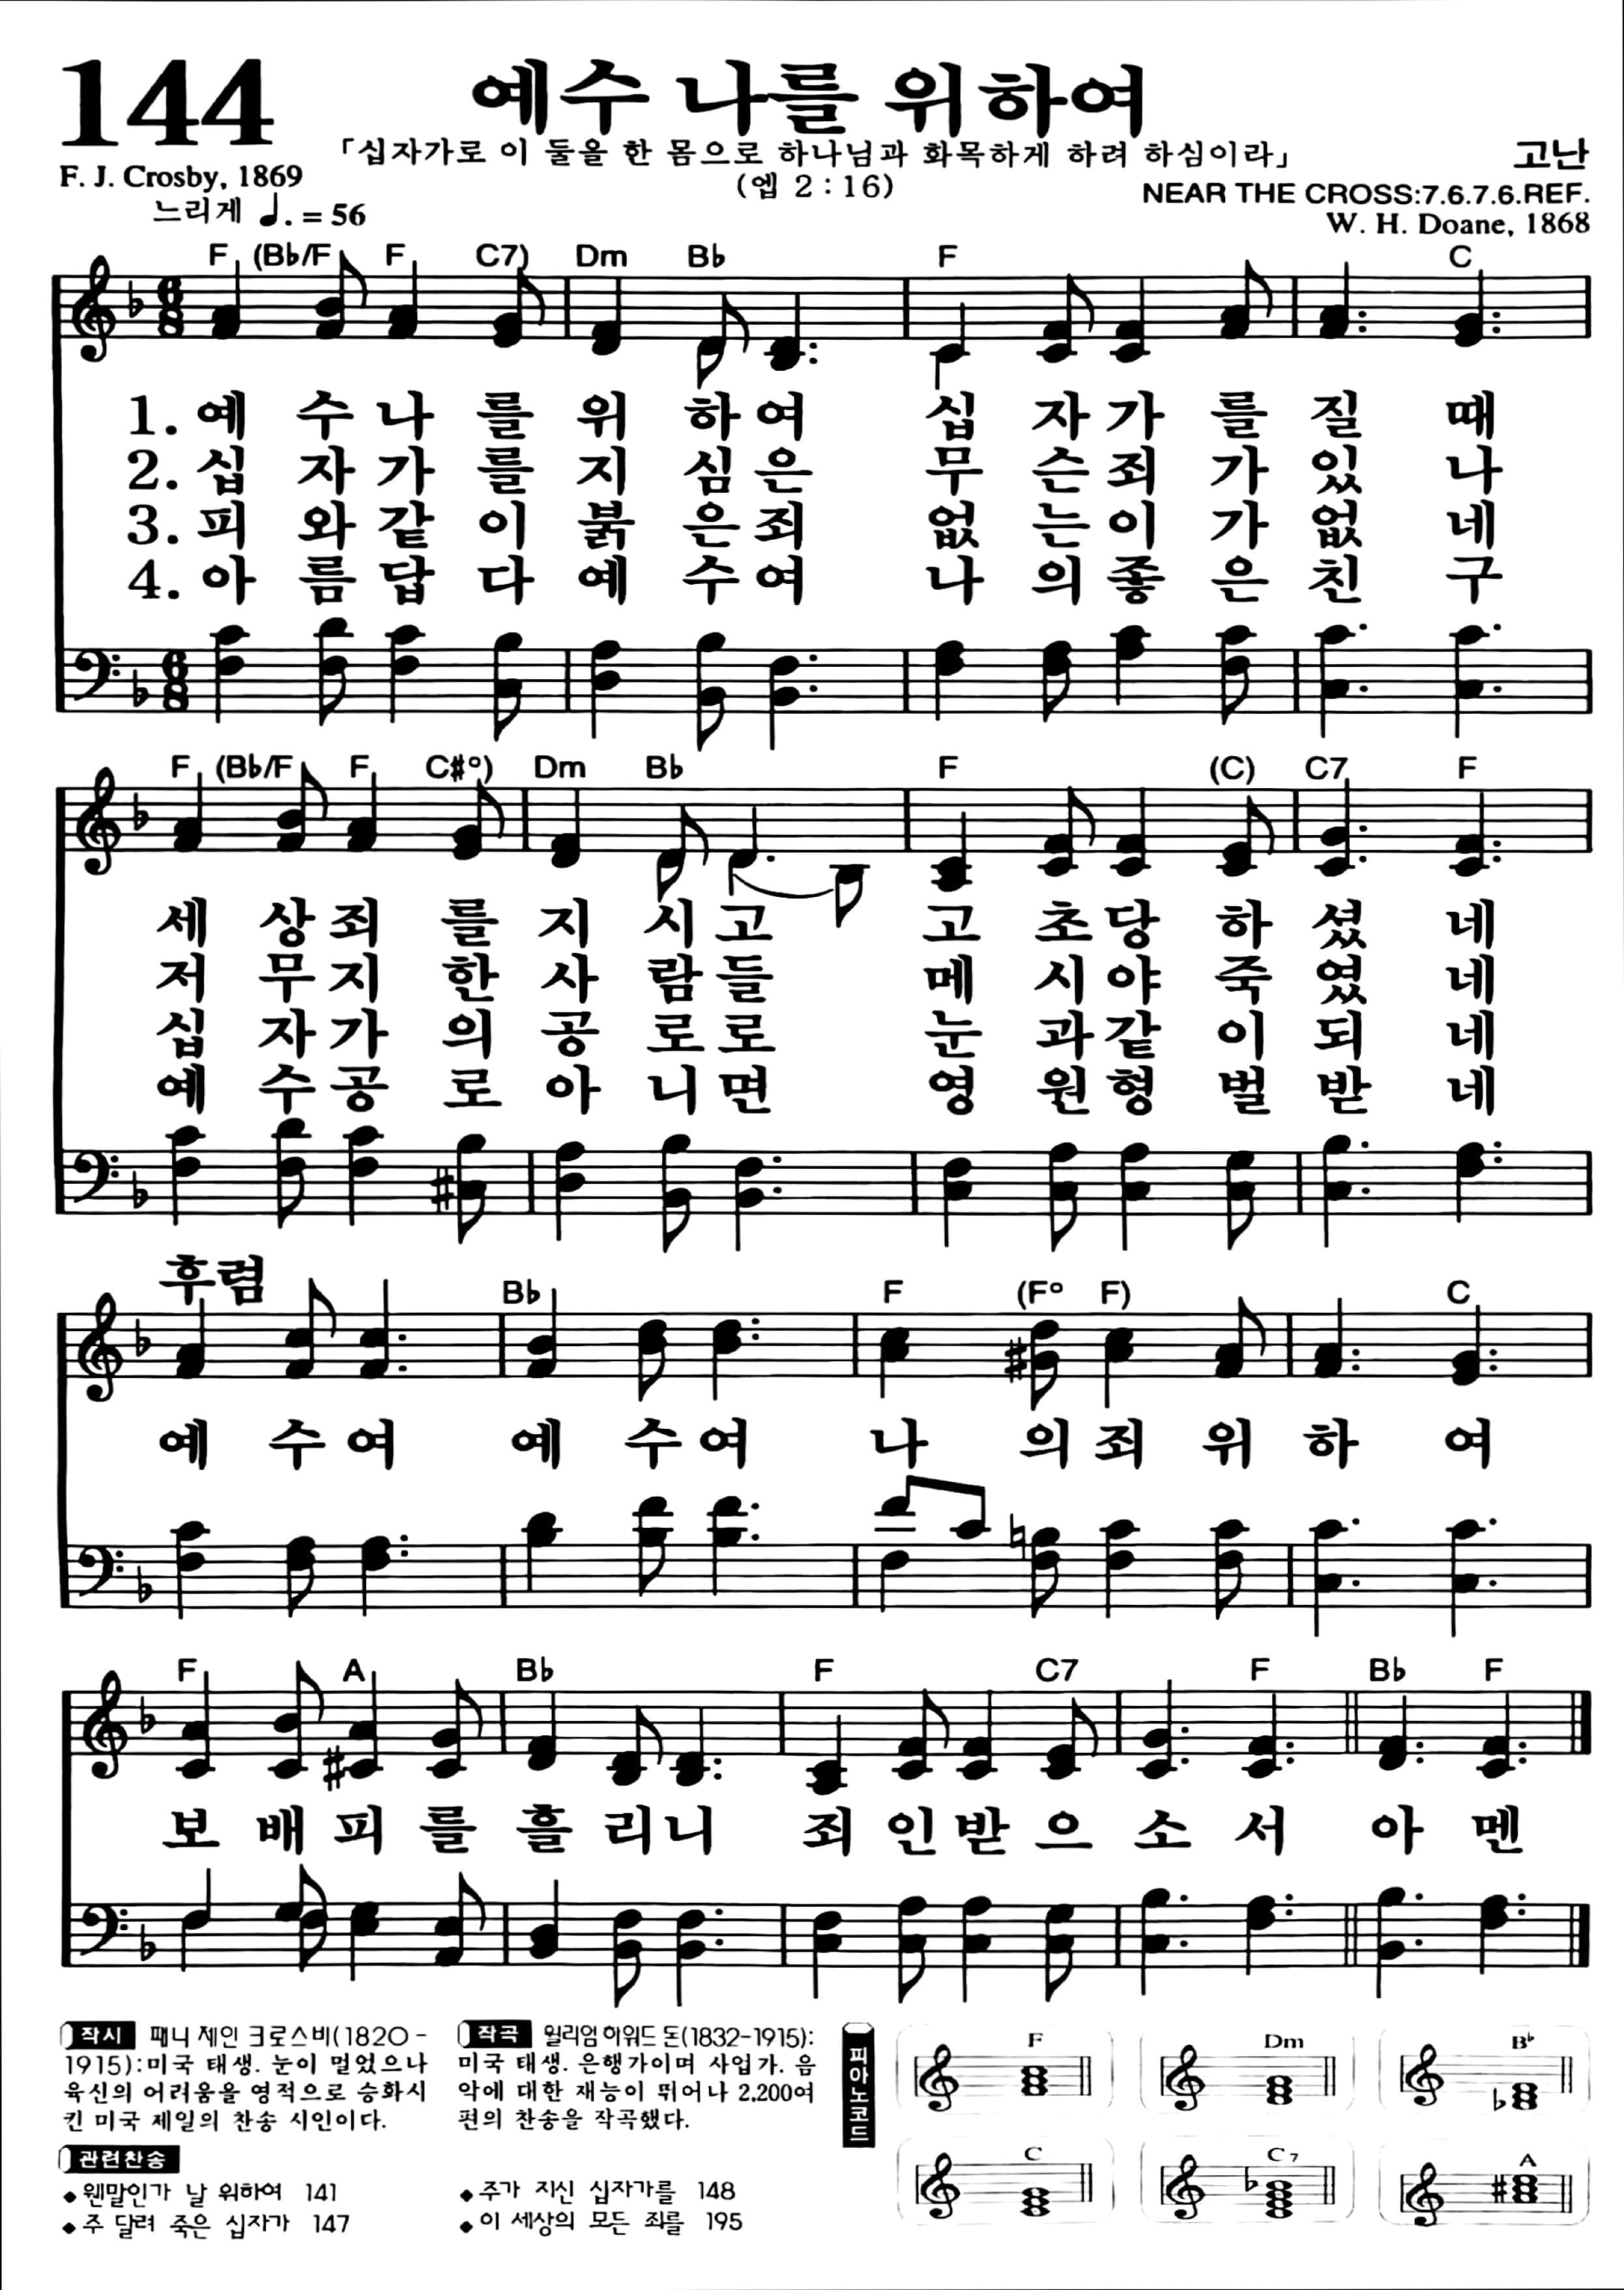 144
예수 나를 위하여
「십자가로 이 둘을 한 몸으로 하나님과 화목하게 하려 하심이라」
(엡 2 : 16)
고난
F. J. Crosby, 1869
NEAR THE CROSS:7.6.7.6.REF.
느리게 ♩. = 56
W. H. Doane, 1868
F (B♭/F F C7) Dm B♭ F C
1. 예 수 나 를 위 하 여 십 자 가 를 질 때
2. 십 자 가 를 지 심 은 무 슨 죄 가 있 나
3. 피 와 같 이 붉 은 죄 없 는 이 가 없 네
4. 아 름 답 다 예 수 여 나 의 좋 은 친 구
F (B♭/F F C#°) Dm B♭ F (C) C7 F
세 상 죄 를 지 시 고 고 초 당 하 셨 네
저 무 지 한 사 람 들 메 시 야 죽 였 네
십 자 가 의 공 로 로 눈 과 같 이 되 네
예 수 공 로 아 니 면 영 원 형 벌 받 네
후렴
B♭ F (F° F) C
예 수 여 예 수 여 나 의 죄 위 하 여
F A B♭ F C7 F B♭ F
보 배 피 를 흘 리 니 죄 인 받 으 소 서 아 멘
작시 패니 제인 크로스비(1820-
1915):미국 태생. 눈이 멀었으나
육신의 어려움을 영적으로 승화시
킨 미국 제일의 찬송 시인이다.
작곡 윌리엄 하워드 돈(1832-1915):
미국 태생. 은행가이며 사업가. 음
악에 대한 재능이 뛰어나 2,200여
편의 찬송을 작곡했다.
관련찬송
◆ 웬말인가 날 위하여 141
◆ 주 달려 죽은 십자가 147
◆ 주가 지신 십자가를 148
◆ 이 세상의 모든 죄를 195
피아노코드
F Dm B♭
C C7 A